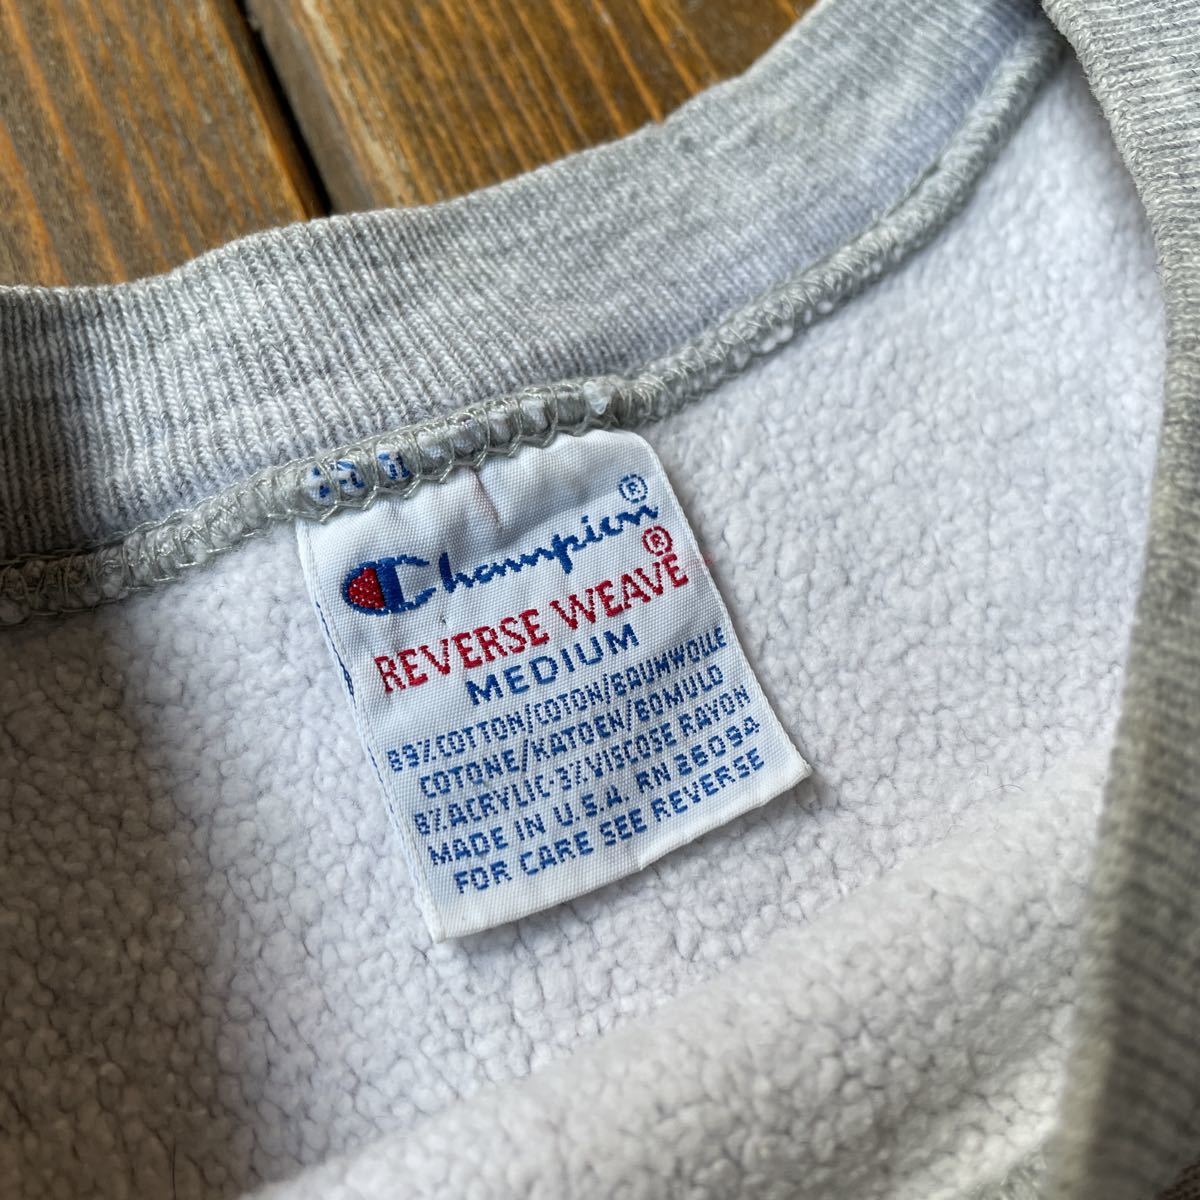 Champion®
REVERSE WEAVE®
MEDIUM
89% COTTON/COTON/BAUMWOLLE
COTONE/KATOEN/BOMULD
8% ACRYLIC-3% VISCOSE RAYON
MADE IN U.S.A. RN 26094
FOR CARE SEE REVERSE